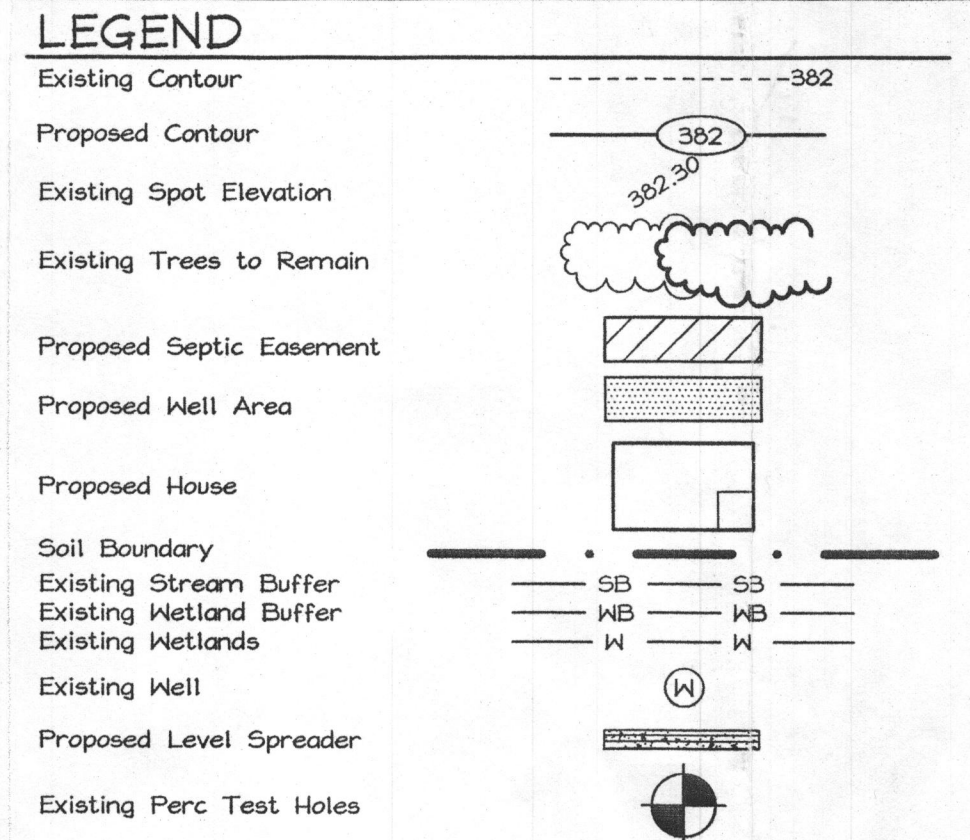 LEGEND
Existing Contour 382
Proposed Contour 382
Existing Spot Elevation 382.30
Existing Trees to Remain
Proposed Septic Easement
Proposed Well Area
Proposed House
Soil Boundary
Existing Stream Buffer SB SB
Existing Wetland Buffer WB WB
Existing Wetlands W W
Existing Well W
Proposed Level Spreader
Existing Perc Test Holes